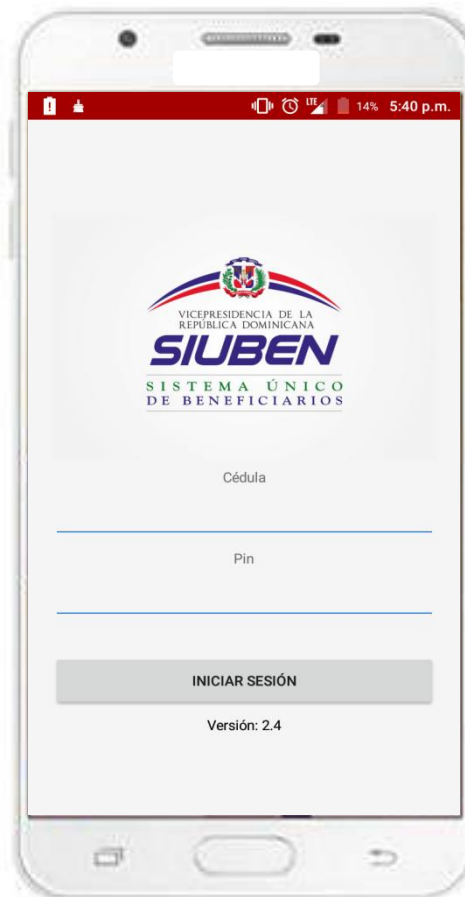 LTE
14% 5:40 p.m.
VICEPRESIDENCIA DE LA
REPÚBLICA DOMINICANA
SIUBEN
SISTEMA ÚNICO
DE BENEFICIARIOS
Cédula
Pin
INICIAR SESIÓN
Versión: 2.4